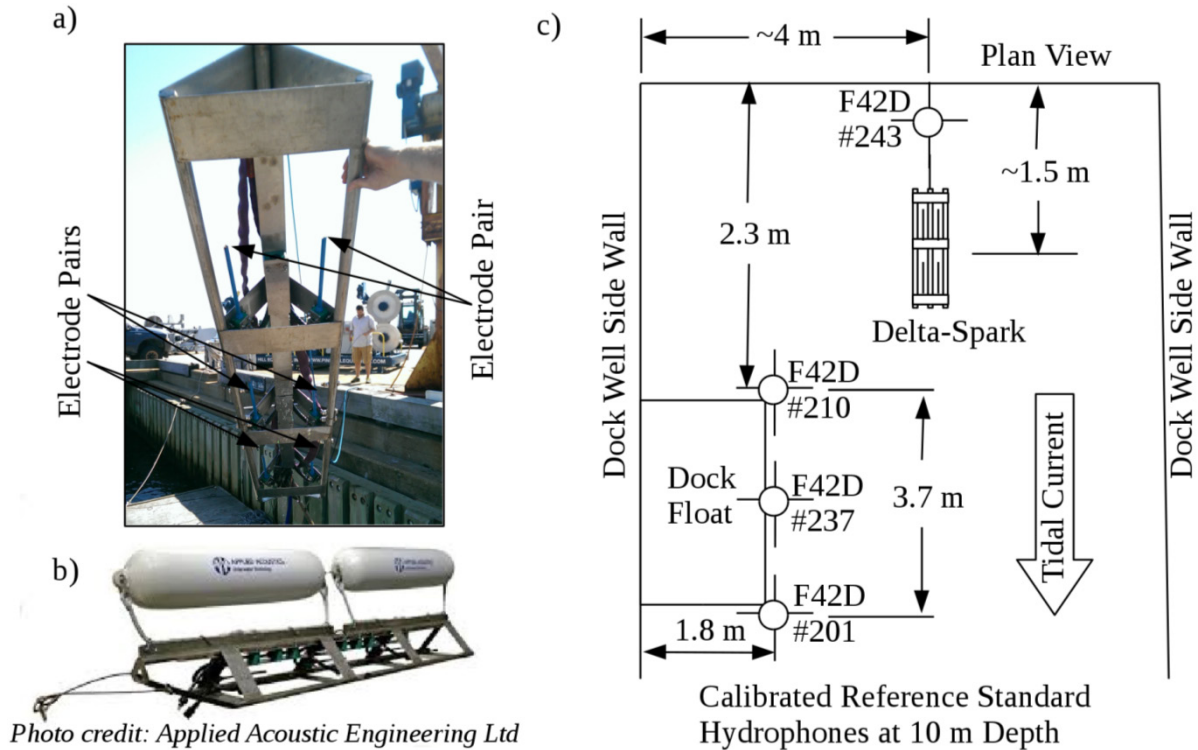 a)
Electrode Pairs
Electrode Pair
b)
APPLIED ACOUSTICS
Photo credit: Applied Acoustic Engineering Ltd
c)
~4 m
Plan View
F42D
#243
~1.5 m
2.3 m
Dock Well Side Wall
Dock Well Side Wall
Delta-Spark
F42D
#210
Dock
Float
F42D
#237
3.7 m
Tidal Current
F42D
#201
1.8 m
Calibrated Reference Standard
Hydrophones at 10 m Depth